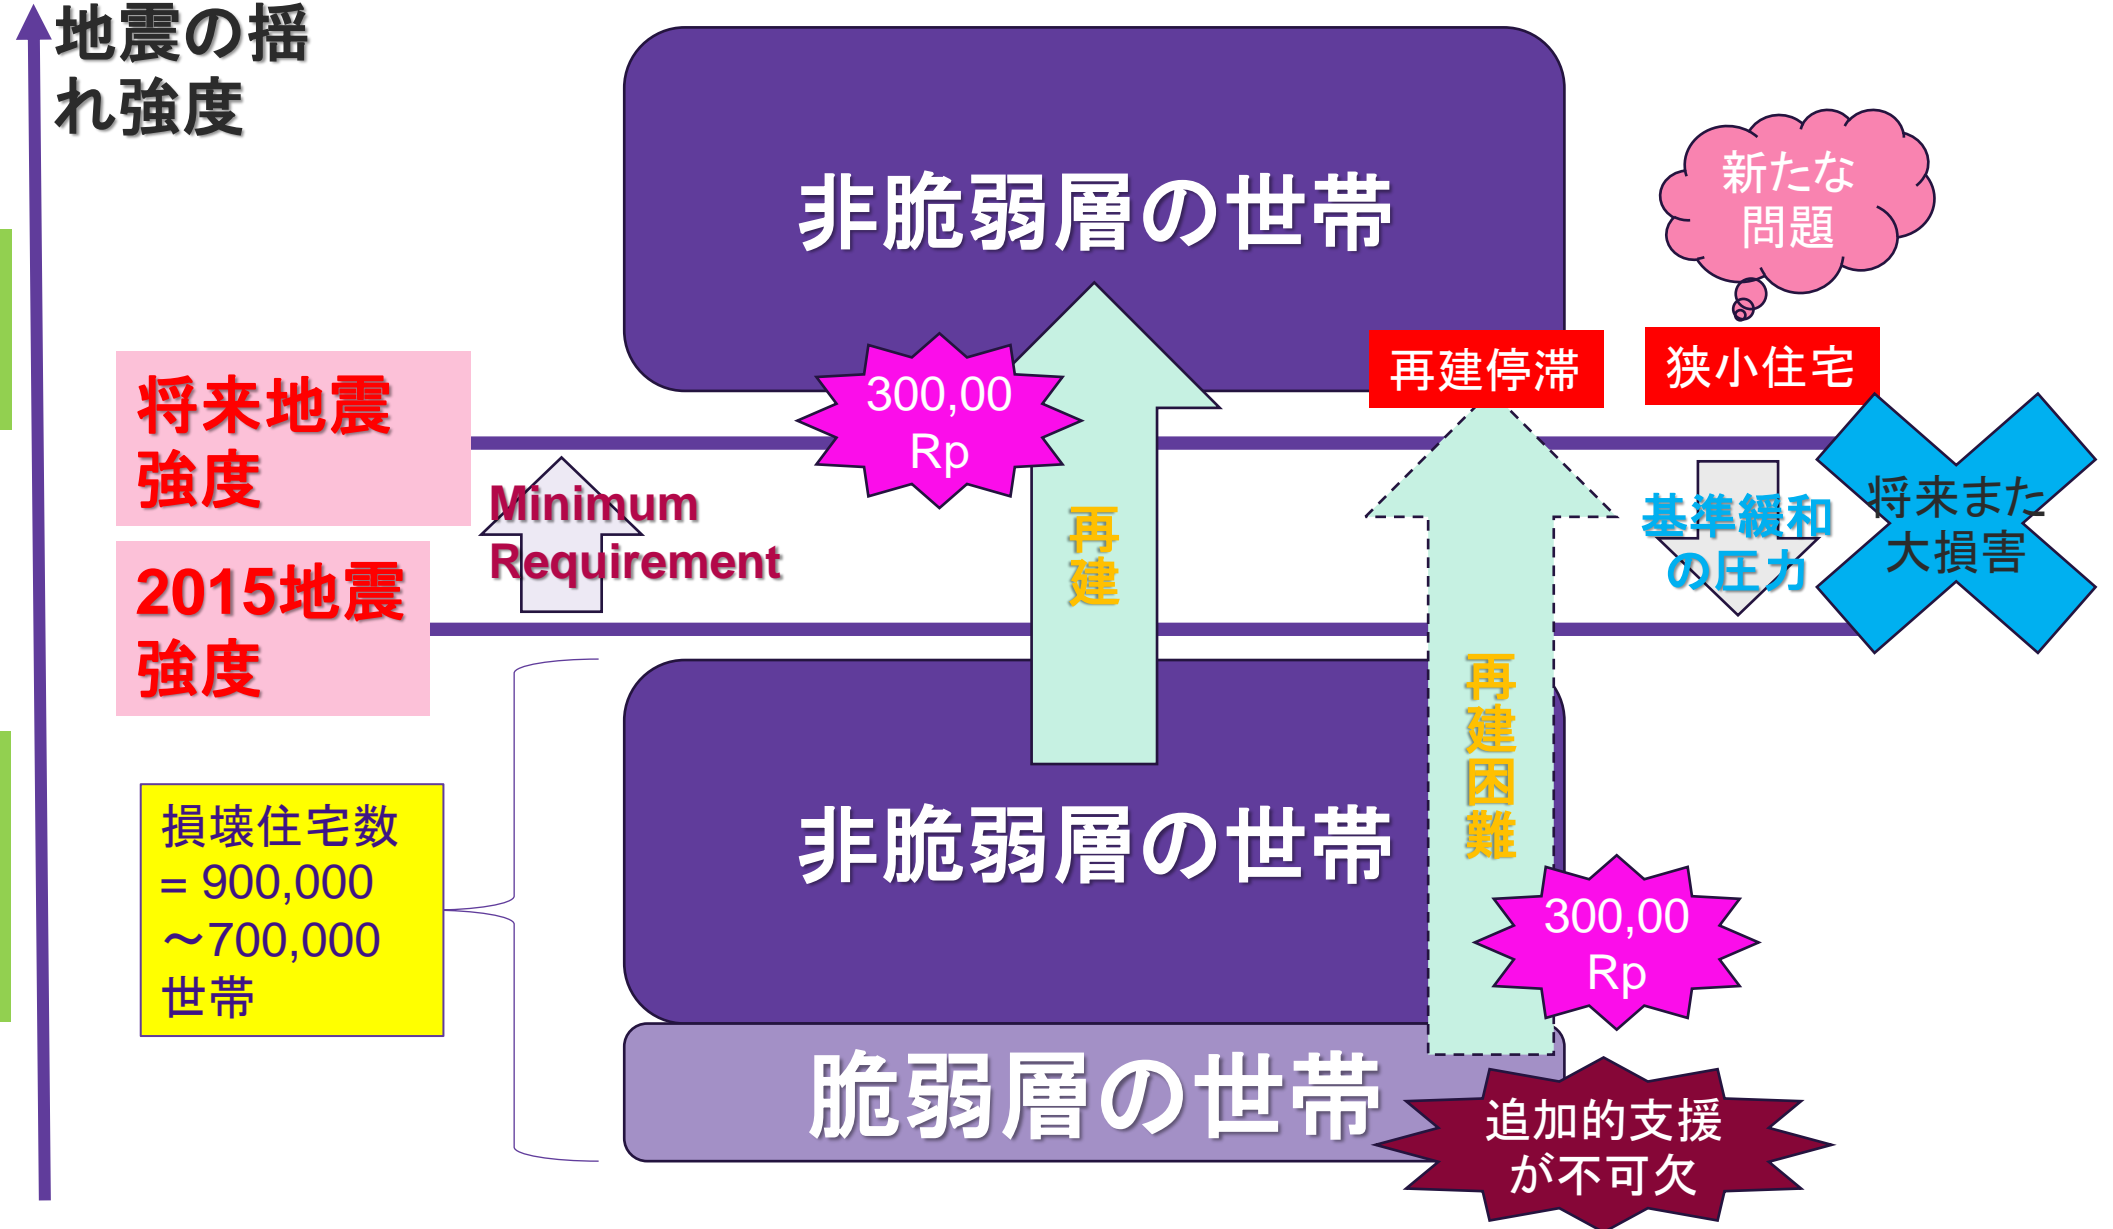 地震の揺
れ強度
非脆弱層の世帯
新たな
問題
再建停滞
狭小住宅
将来地震
強度
300,00
Rp
Minimum
Requirement
再
建
基準緩和
の圧力
将来また
大損害
2015地震
強度
再
建
困
難
損壊住宅数
= 900,000
～700,000
世帯
非脆弱層の世帯
300,00
Rp
脆弱層の世帯
追加的支援
が不可欠